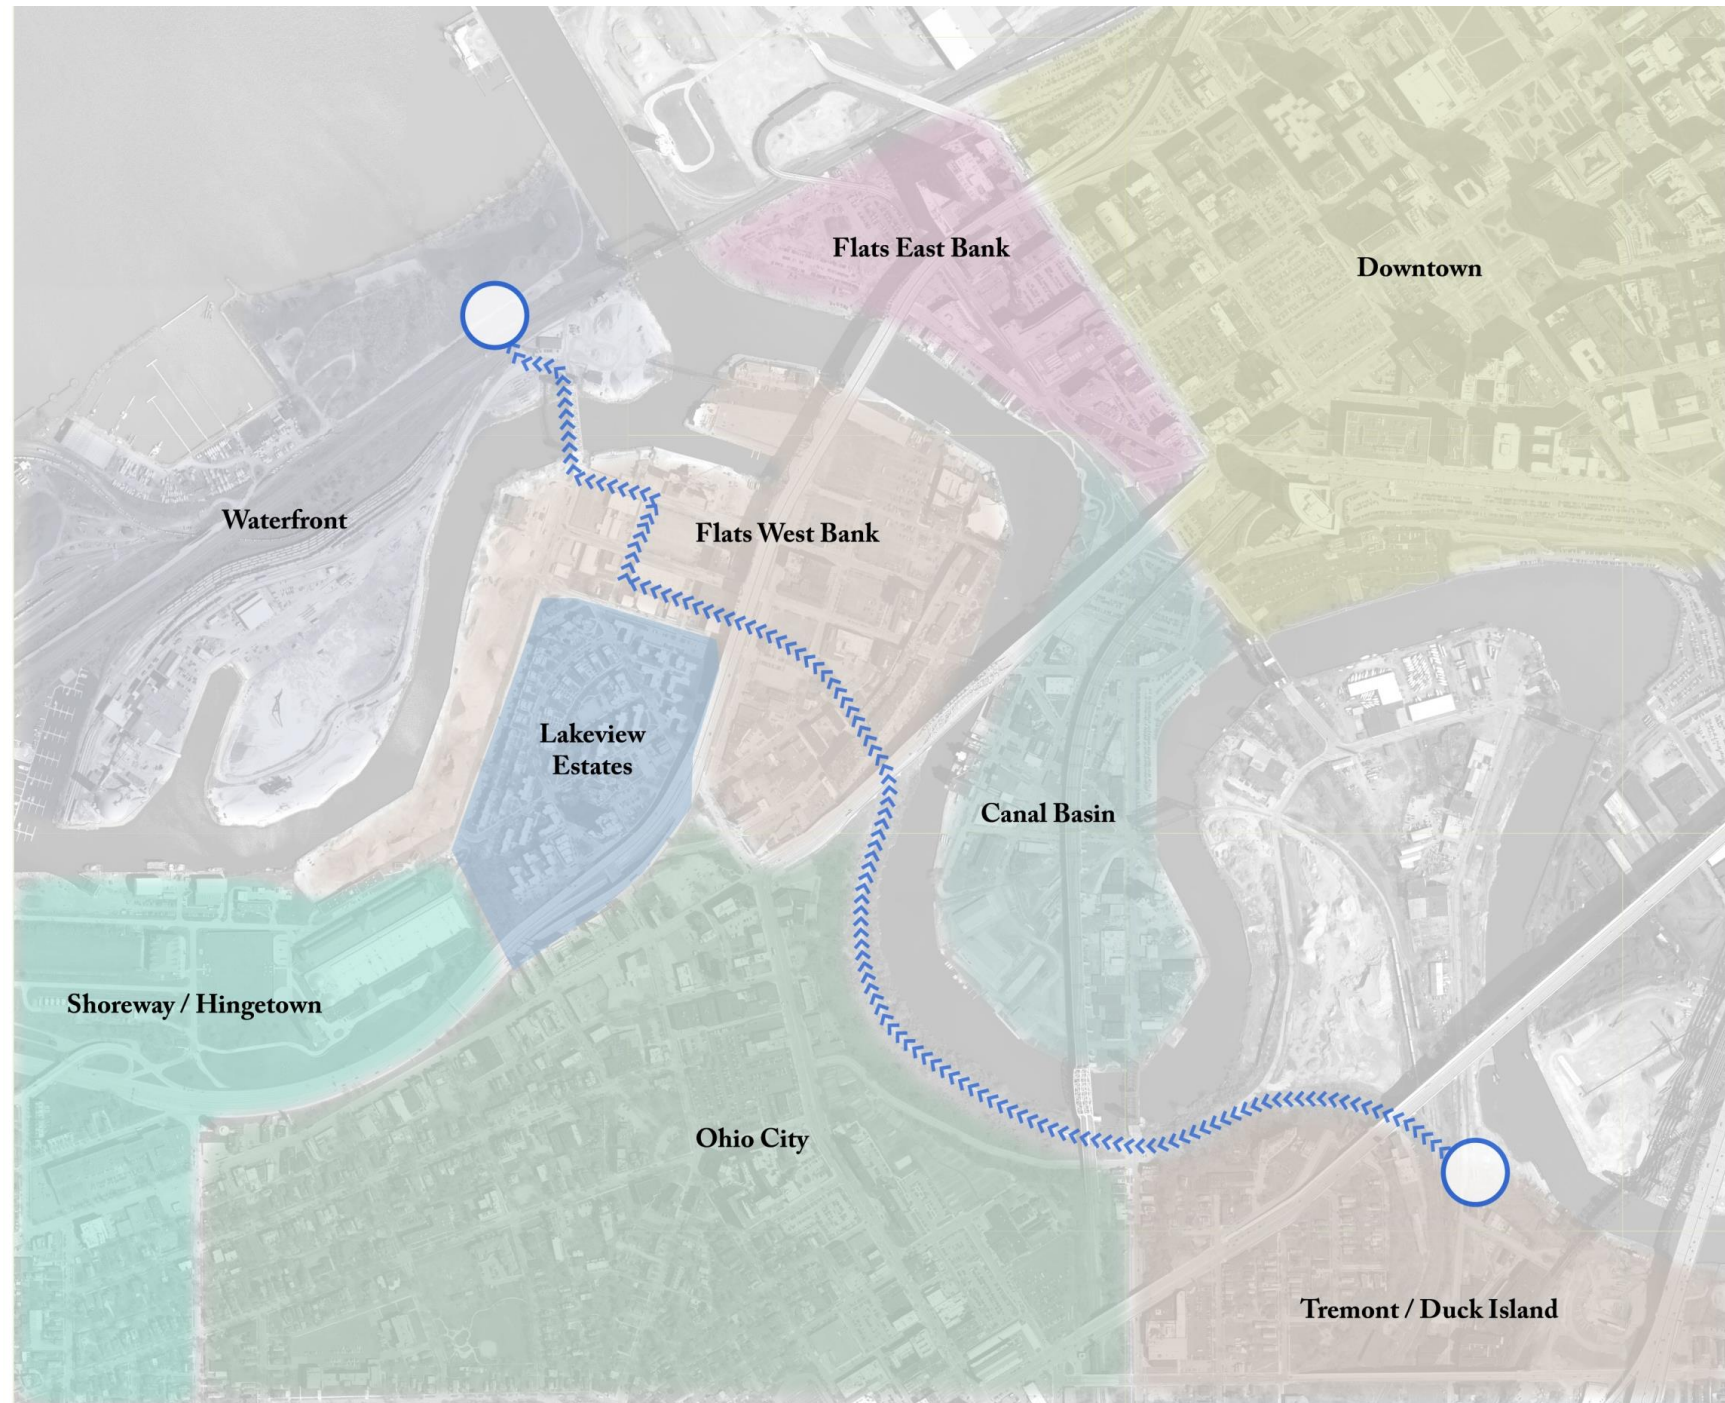 Flats East Bank
Downtown
Waterfront
Flats West Bank
Lakeview
Estates
Canal Basin
Shoreway / Hingetown
Ohio City
Tremont / Duck Island